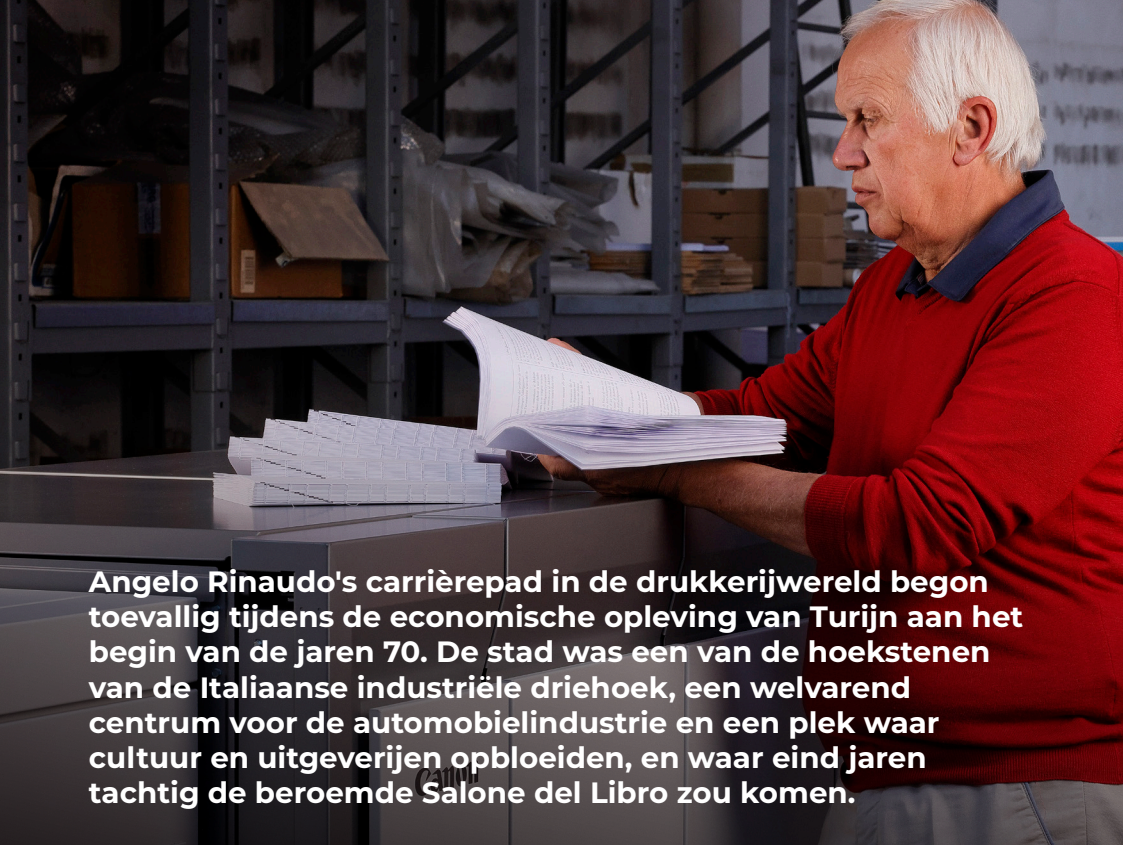 Angelo Rinaudo's carrièrepad in de drukkerijwereld begon
toevallig tijdens de economische opleving van Turijn aan het
begin van de jaren 70. De stad was een van de hoekstenen
van de Italiaanse industriële driehoek, een welvarend
centrum voor de automobielindustrie en een plek waar
cultuur en uitgeverijen opbloeiden, en waar eind jaren
tachtig de beroemde Salone del Libro zou komen.
Canon